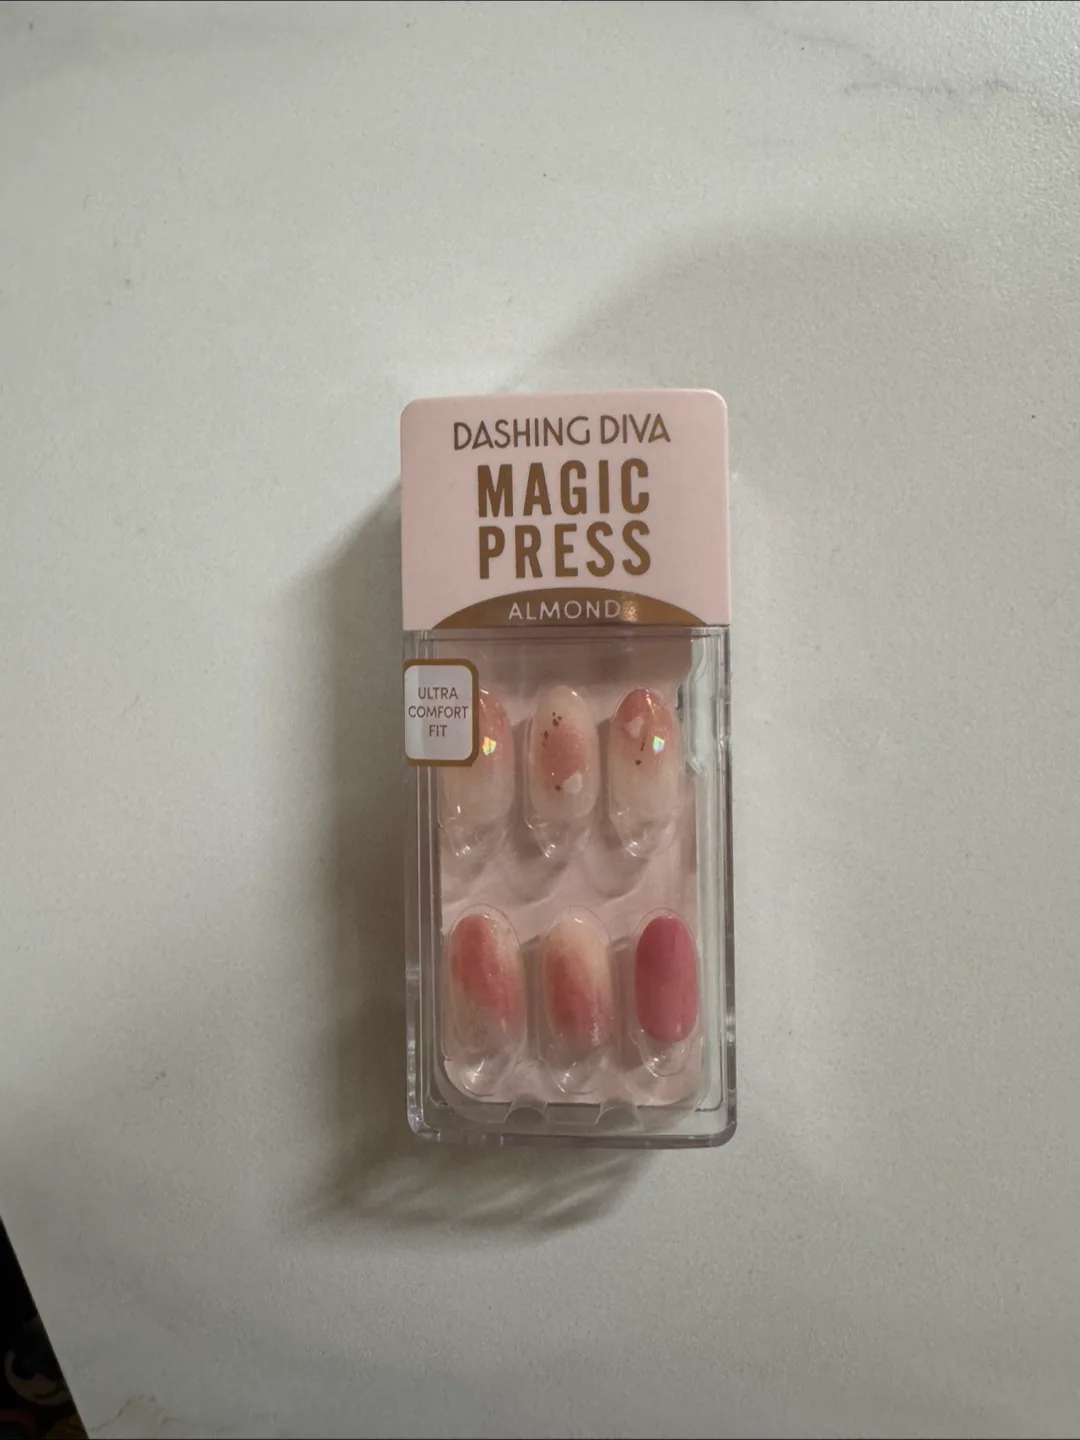 DASHING DIVA
MAGIC
PRESS
ALMOND
ULTRA
COMFORT
FIT